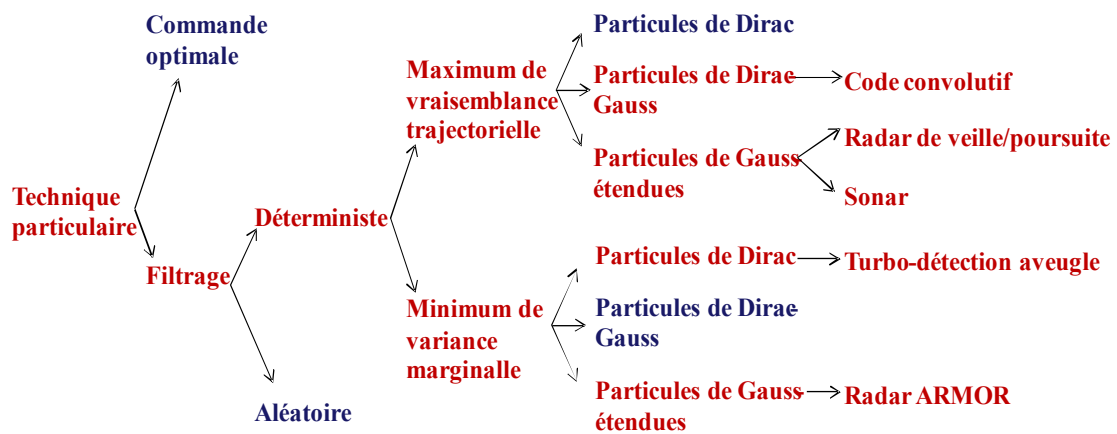 Commande
optimale
Technique
particulaire
Filtrage
Déterministe
Aléatoire
Maximum de
vraisemblance
trajectorielle
Minimum de
variance
marginalle
Particules de Dirac
Particules de Dirac-
Gauss
Code convolutif
Particules de Gauss
étendues
Radar de veille/poursuite
Sonar
Particules de Dirac
Turbo-détection aveugle
Particules de Dirac-
Gauss
Particules de Gauss
étendues
Radar ARMOR